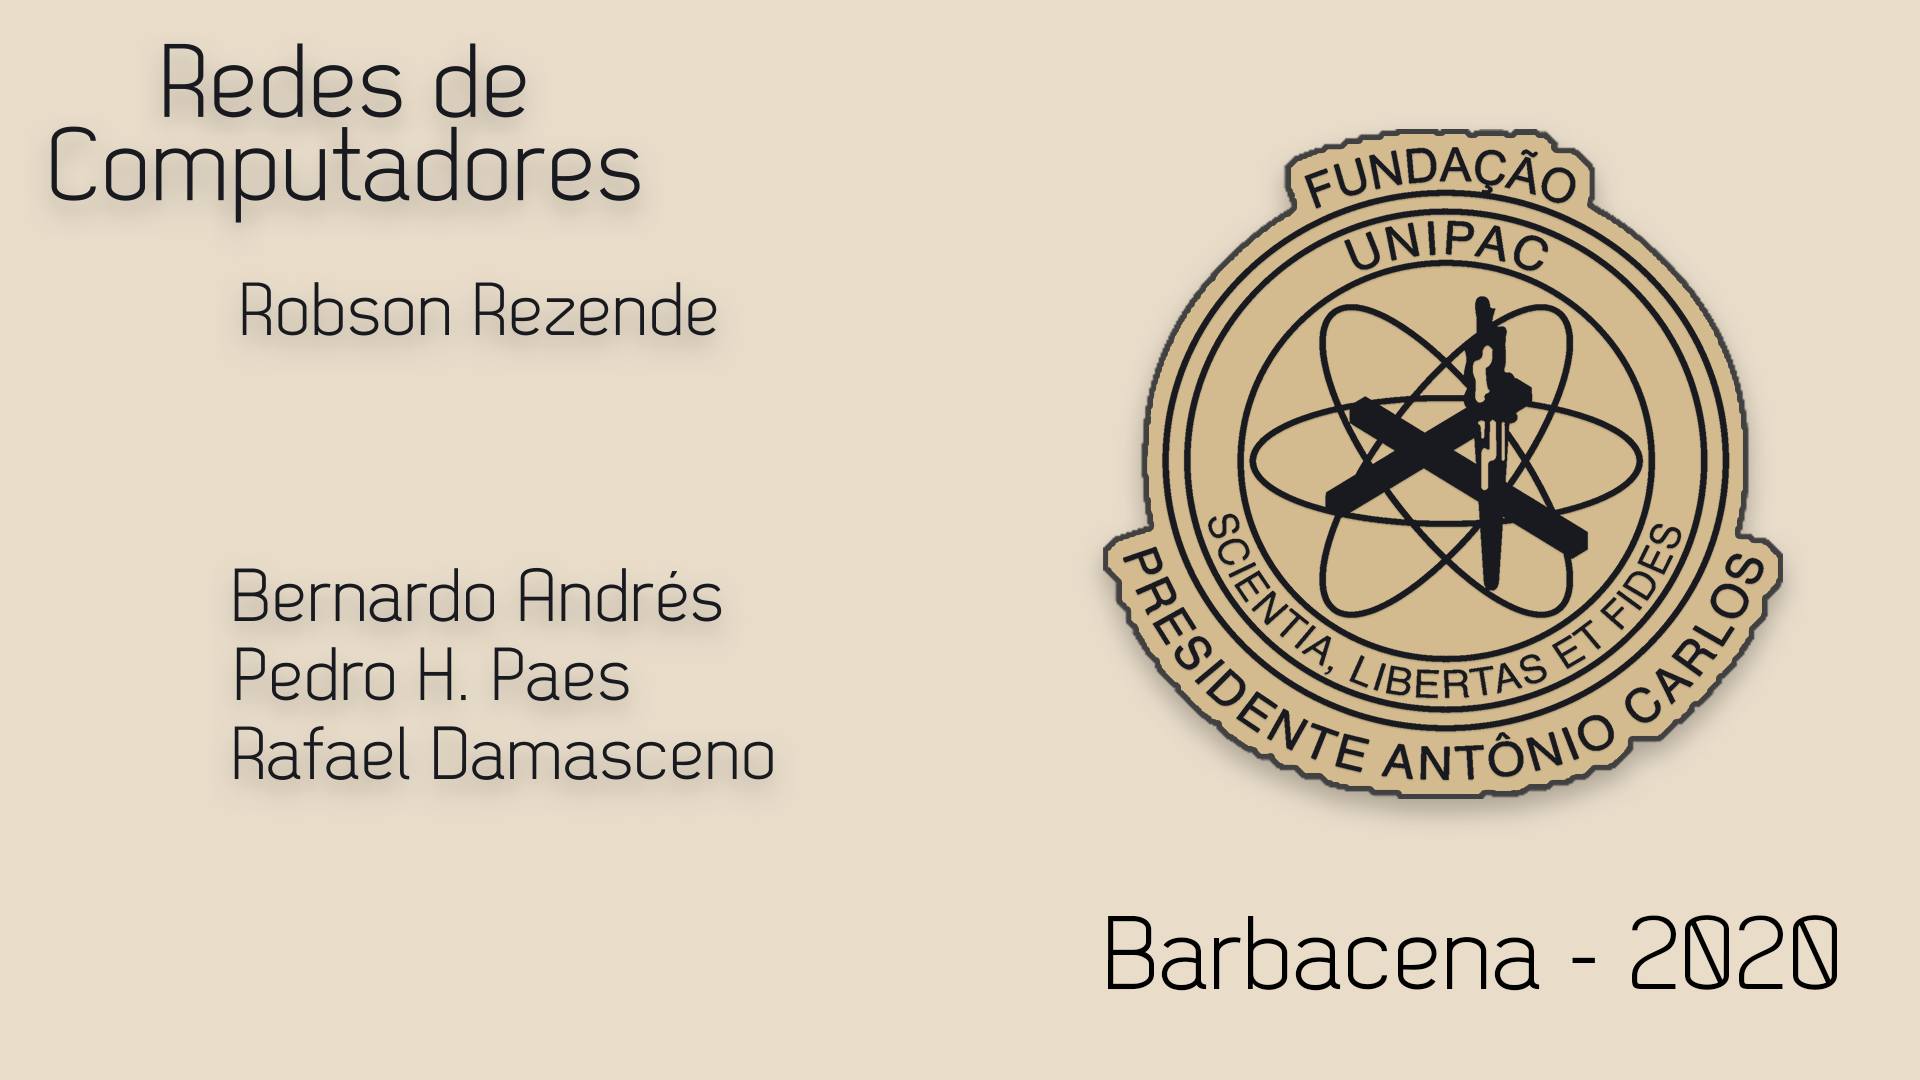 Redes de
Computadores
Robson Rezende
Bernardo Andrés
Pedro H. Paes
Rafael Damasceno
FUNDAÇÃO
UNIPAC
SCIENTIA, LIBERTAS ET FIDES
PRESIDENTE ANTÔNIO CARLOS
Barbacena - 2020